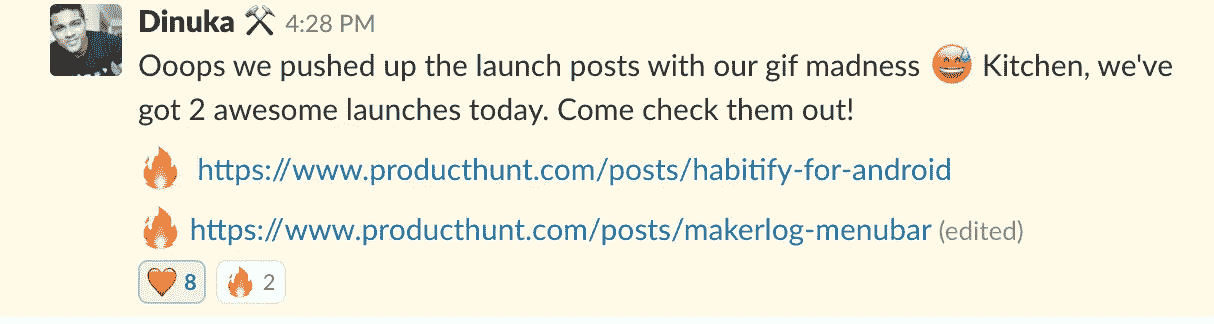 Dinuka ⚒ 4:28 PM
Ooops we pushed up the launch posts with our gif madness 😅 Kitchen, we've
got 2 awesome launches today. Come check them out!
🔥 https://www.producthunt.com/posts/habitify-for-android
🔥 https://www.producthunt.com/posts/makerlog-menubar (edited)
🧡 8 🔥 2